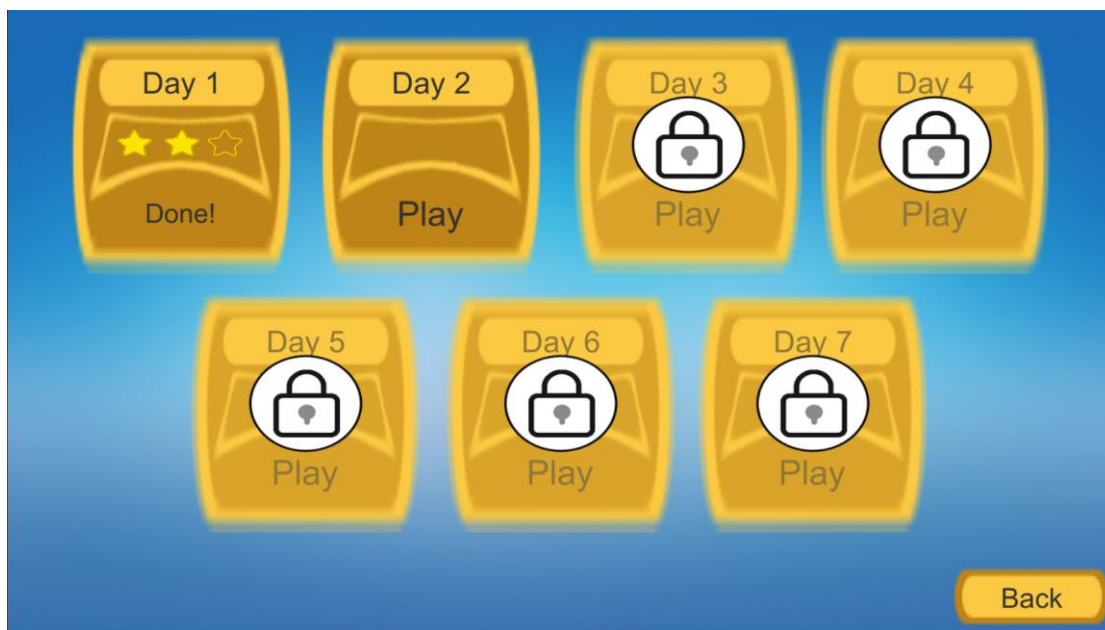 Day 1
Day 2
Day 3
Day 4
Done!
Play
Play
Play
Day 5
Day 6
Day 7
Play
Play
Play
Back